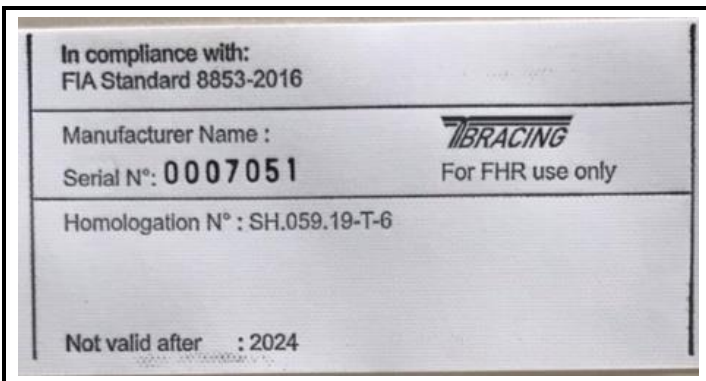 In compliance with:
FIA Standard 8853-2016
Manufacturer Name :
Serial N°: 0007051
BRACING
For FHR use only
Homologation N° : SH.059.19-T-6
Not valid after : 2024